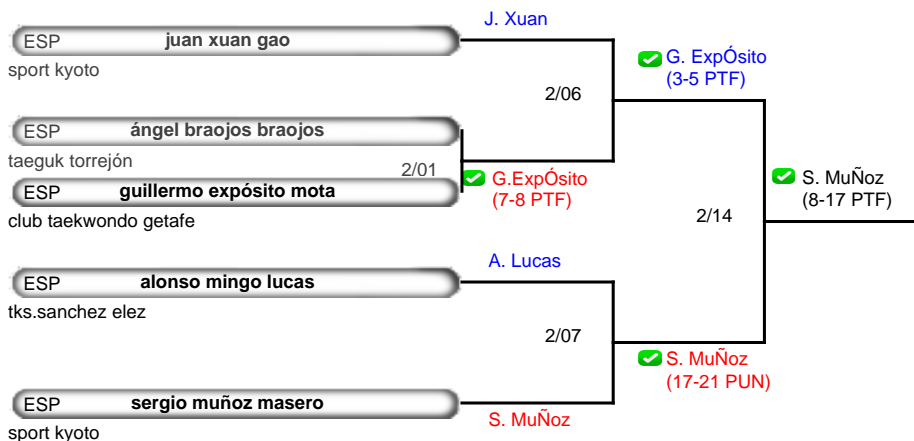 J. Xuan
ESP juan xuan gao
sport kyoto
G. ExpÓsito
(3-5 PTF)
2/06
ESP ángel braojos braojos
taeguk torrejón
2/01
G.ExpÓsito
(7-8 PTF)
ESP guillermo expósito mota
club taekwondo getafe
S. MuÑoz
(8-17 PTF)
2/14
A. Lucas
ESP alonso mingo lucas
tks.sanchez elez
2/07
S. MuÑoz
(17-21 PUN)
ESP sergio muñoz masero
S. MuÑoz
sport kyoto